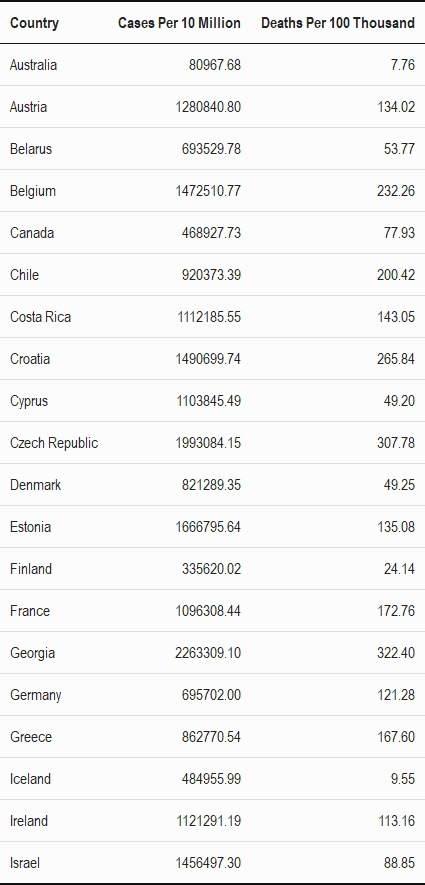 Country Cases Per 10 Million Deaths Per 100 Thousand
Australia 80967.68 7.76
Austria 1280840.80 134.02
Belarus 693529.78 53.77
Belgium 1472510.77 232.26
Canada 468927.73 77.93
Chile 920373.39 200.42
Costa Rica 1112185.55 143.05
Croatia 1490699.74 265.84
Cyprus 1103845.49 49.20
Czech Republic 1993084.15 307.78
Denmark 821289.35 49.25
Estonia 1666795.64 135.08
Finland 335620.02 24.14
France 1096308.44 172.76
Georgia 2263309.10 322.40
Germany 695702.00 121.28
Greece 862770.54 167.60
Iceland 484955.99 9.55
Ireland 1121291.19 113.16
Israel 1456497.30 88.85